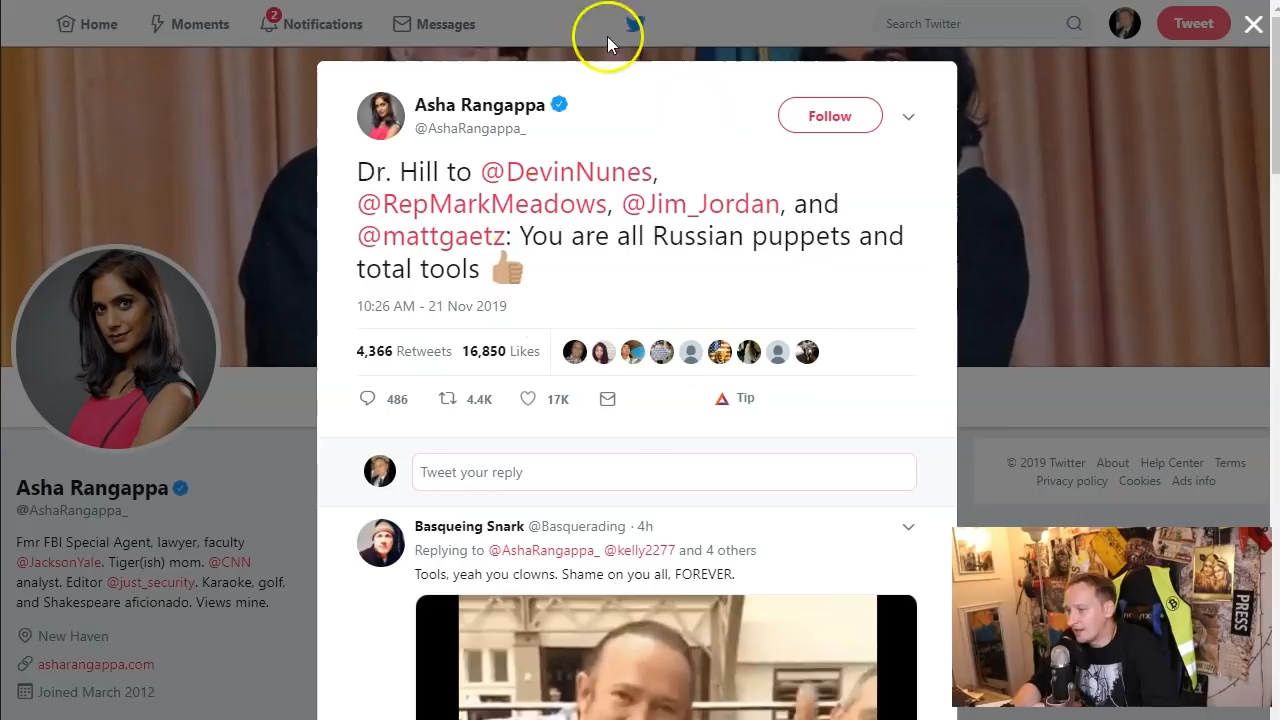 Home
Moments
2
Notifications
Messages
Search Twitter
Tweet
Asha Rangappa
@AshaRangappa_
Follow
Dr. Hill to @DevinNunes,
@RepMarkMeadows, @Jim_Jordan, and
@mattgaetz: You are all Russian puppets and
total tools
10:26 AM - 21 Nov 2019
4,366 Retweets 16,850 Likes
486
4.4K
17K
Tip
Tweet your reply
Basqueing Snark @Basquerading · 4h
Replying to @AshaRangappa_ @kelly2277 and 4 others
Tools, yeah you clowns. Shame on you all, FOREVER.
Asha Rangappa
@AshaRangappa_
Fmr FBI Special Agent, lawyer, faculty
@JacksonYale. Tiger(ish) mom. @CNN
analyst. Editor @just_security. Karaoke, golf,
and Shakespeare aficionado. Views mine.
New Haven
asharangappa.com
Joined March 2012
© 2019 Twitter About Help Center Terms
Privacy policy Cookies Ads info
PRESS